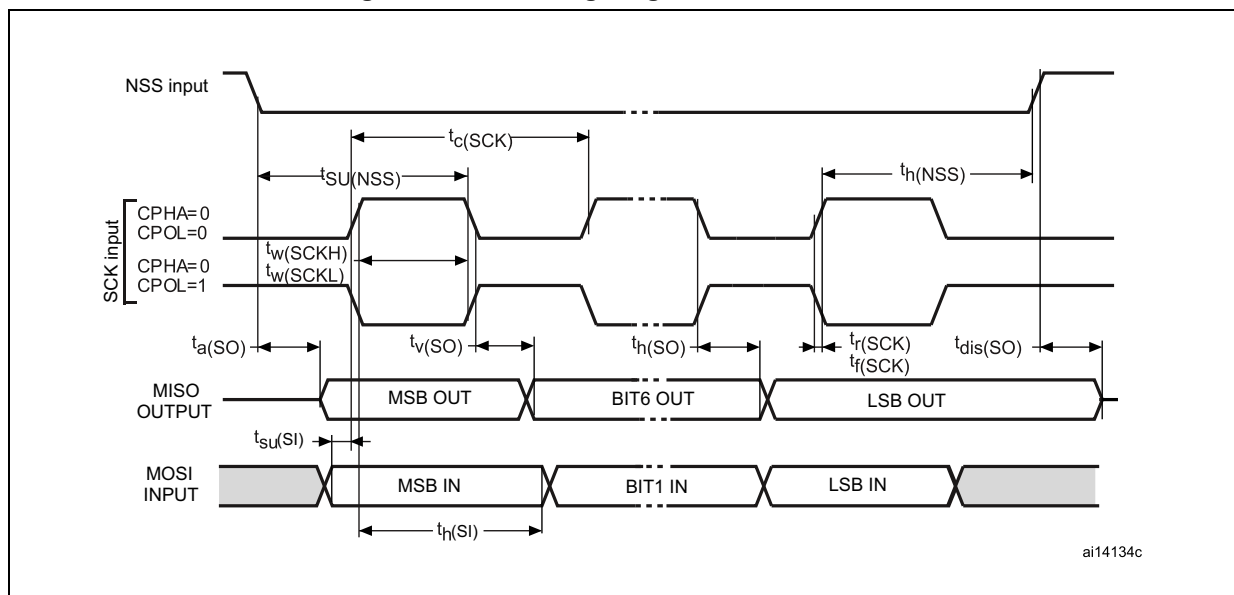 NSS input
tc(SCK)
tSU(NSS)
th(NSS)
SCK input
CPHA=0
CPOL=0
tw(SCKH)
CPHA=0
tw(SCKL)
CPOL=1
ta(SO)
tv(SO)
th(SO)
tr(SCK)
tf(SCK)
tdis(SO)
MISO
OUTPUT
MSB OUT
BIT6 OUT
LSB OUT
tsu(SI)
MOSI
INPUT
MSB IN
BIT1 IN
LSB IN
th(SI)
ai14134c